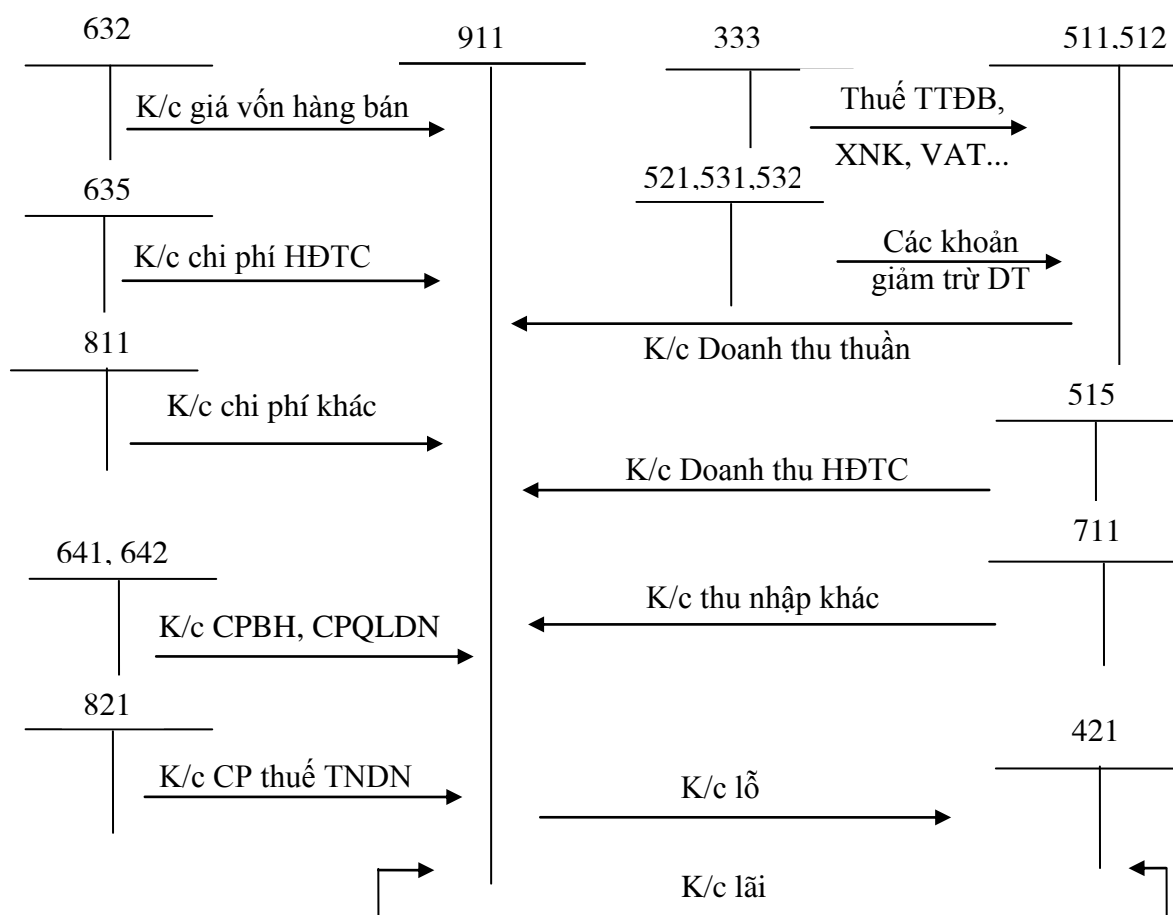 632
911
333
511,512
K/c giá vốn hàng bán
Thuế TTĐB,
XNK, VAT...
635
521,531,532
K/c chi phí HĐTC
Các khoản
giảm trừ DT
811
K/c Doanh thu thuần
K/c chi phí khác
515
K/c Doanh thu HĐTC
711
641, 642
K/c thu nhập khác
K/c CPBH, CPQLDN
821
421
K/c CP thuế TNDN
K/c lỗ
K/c lãi